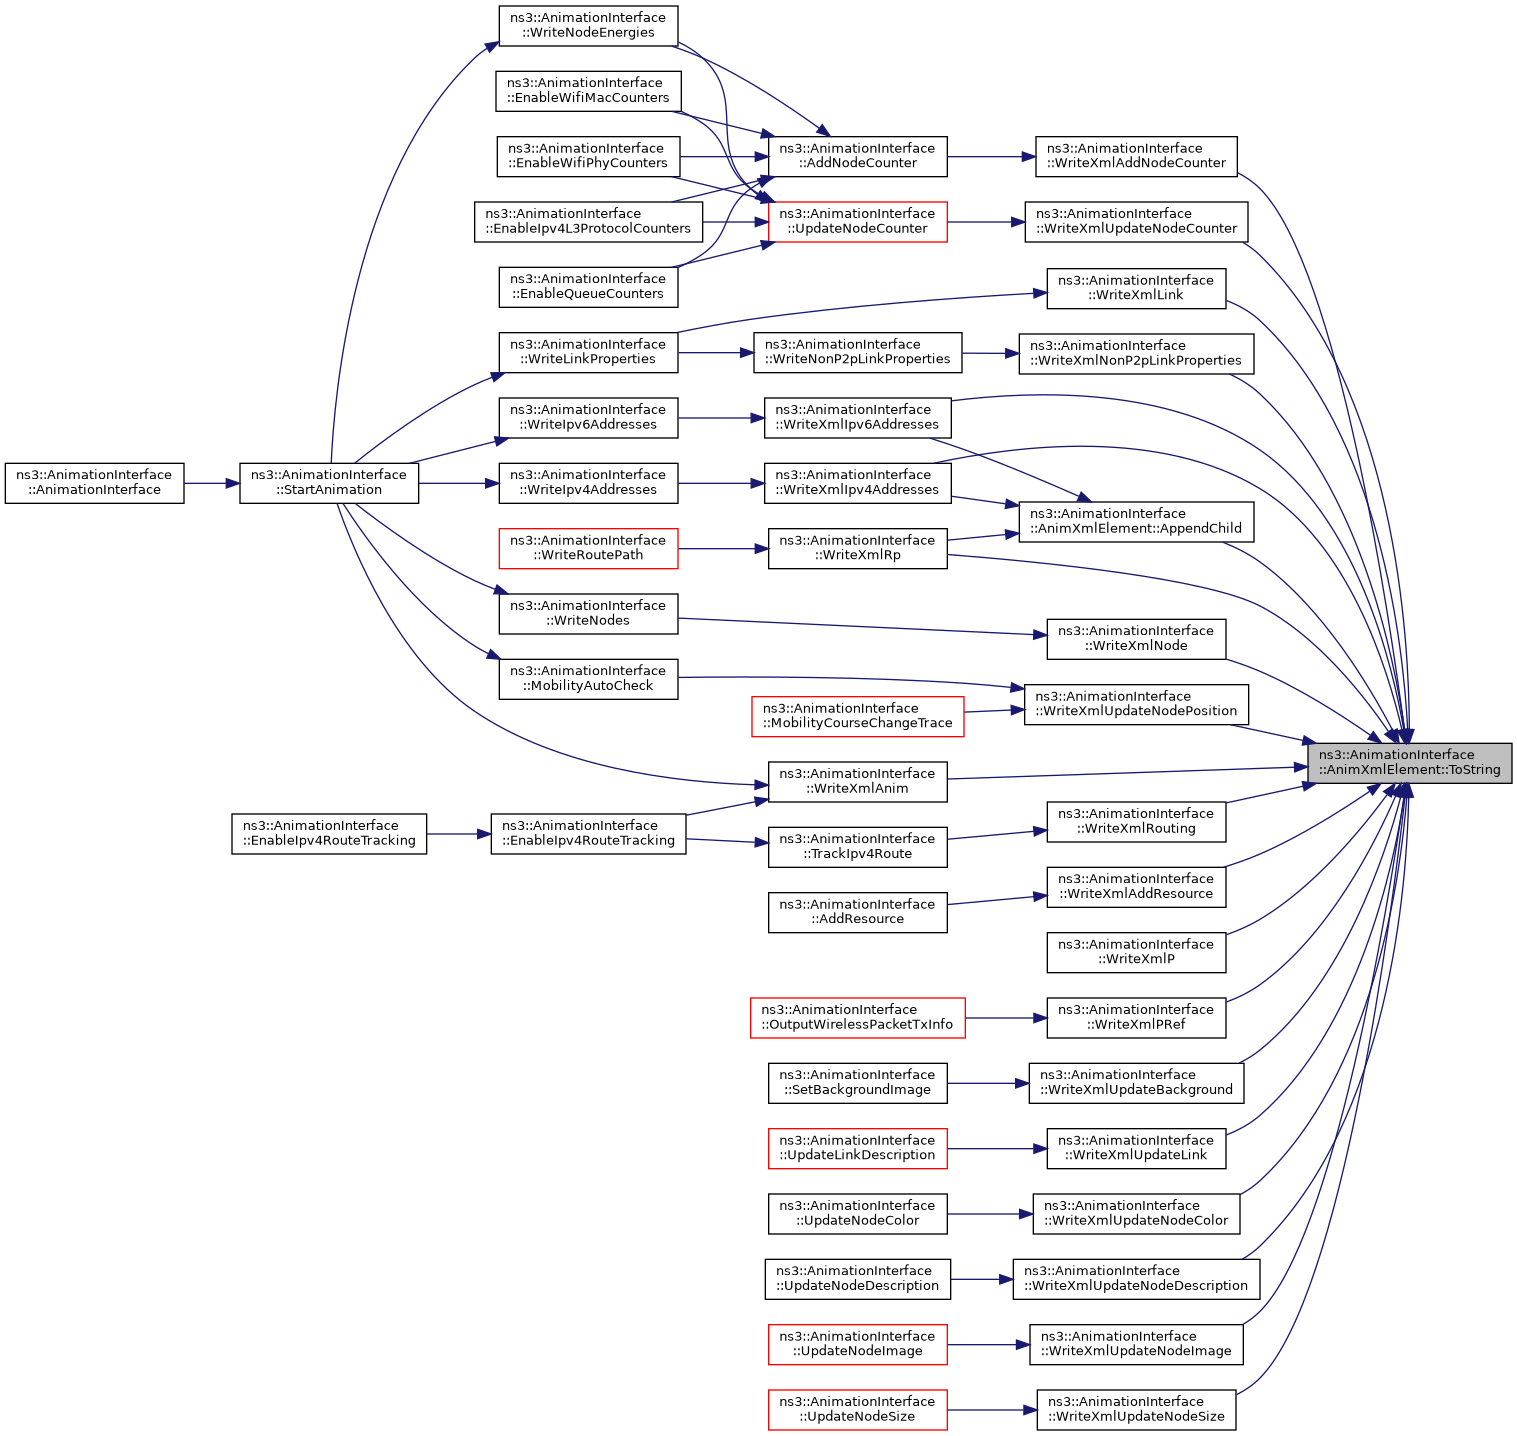 ns3::AnimationInterface
::WriteNodeEnergies
ns3::AnimationInterface
::EnableWifiMacCounters
ns3::AnimationInterface
::EnableWifiPhyCounters
ns3::AnimationInterface
::AddNodeCounter
ns3::AnimationInterface
::WriteXmlAddNodeCounter
ns3::AnimationInterface
::EnableIpv4L3ProtocolCounters
ns3::AnimationInterface
::UpdateNodeCounter
ns3::AnimationInterface
::WriteXmlUpdateNodeCounter
ns3::AnimationInterface
::EnableQueueCounters
ns3::AnimationInterface
::WriteXmlLink
ns3::AnimationInterface
::WriteLinkProperties
ns3::AnimationInterface
::WriteNonP2pLinkProperties
ns3::AnimationInterface
::WriteXmlNonP2pLinkProperties
ns3::AnimationInterface
::WriteIpv6Addresses
ns3::AnimationInterface
::WriteXmlIpv6Addresses
ns3::AnimationInterface
::AnimationInterface
ns3::AnimationInterface
::StartAnimation
ns3::AnimationInterface
::WriteIpv4Addresses
ns3::AnimationInterface
::WriteXmlIpv4Addresses
ns3::AnimationInterface
::AnimXmlElement::AppendChild
ns3::AnimationInterface
::WriteRoutePath
ns3::AnimationInterface
::WriteXmlRp
ns3::AnimationInterface
::WriteNodes
ns3::AnimationInterface
::WriteXmlNode
ns3::AnimationInterface
::MobilityAutoCheck
ns3::AnimationInterface
::WriteXmlUpdateNodePosition
ns3::AnimationInterface
::MobilityCourseChangeTrace
ns3::AnimationInterface
::AnimXmlElement::ToString
ns3::AnimationInterface
::WriteXmlAnim
ns3::AnimationInterface
::EnableIpv4RouteTracking
ns3::AnimationInterface
::EnableIpv4RouteTracking
ns3::AnimationInterface
::WriteXmlRouting
ns3::AnimationInterface
::TrackIpv4Route
ns3::AnimationInterface
::WriteXmlAddResource
ns3::AnimationInterface
::AddResource
ns3::AnimationInterface
::WriteXmlP
ns3::AnimationInterface
::OutputWirelessPacketTxInfo
ns3::AnimationInterface
::WriteXmlPRef
ns3::AnimationInterface
::SetBackgroundImage
ns3::AnimationInterface
::WriteXmlUpdateBackground
ns3::AnimationInterface
::UpdateLinkDescription
ns3::AnimationInterface
::WriteXmlUpdateLink
ns3::AnimationInterface
::UpdateNodeColor
ns3::AnimationInterface
::WriteXmlUpdateNodeColor
ns3::AnimationInterface
::UpdateNodeDescription
ns3::AnimationInterface
::WriteXmlUpdateNodeDescription
ns3::AnimationInterface
::UpdateNodeImage
ns3::AnimationInterface
::WriteXmlUpdateNodeImage
ns3::AnimationInterface
::UpdateNodeSize
ns3::AnimationInterface
::WriteXmlUpdateNodeSize